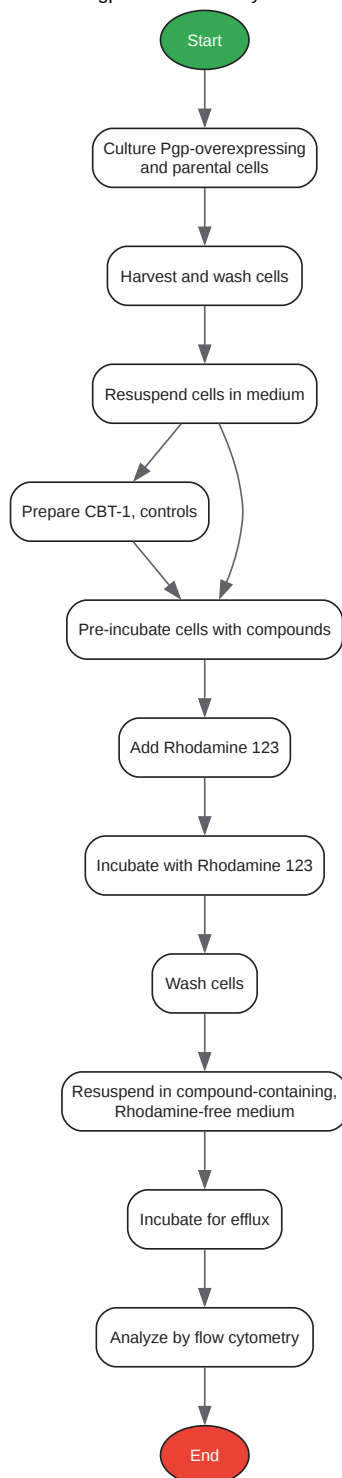 Start
Culture Pgp-overexpressing
and parental cells
Harvest and wash cells
Resuspend cells in medium
Prepare CBT-1, controls
Pre-incubate cells with compounds
Add Rhodamine 123
Incubate with Rhodamine 123
Wash cells
Resuspend in compound-containing,
Rhodamine-free medium
Incubate for efflux
Analyze by flow cytometry
End